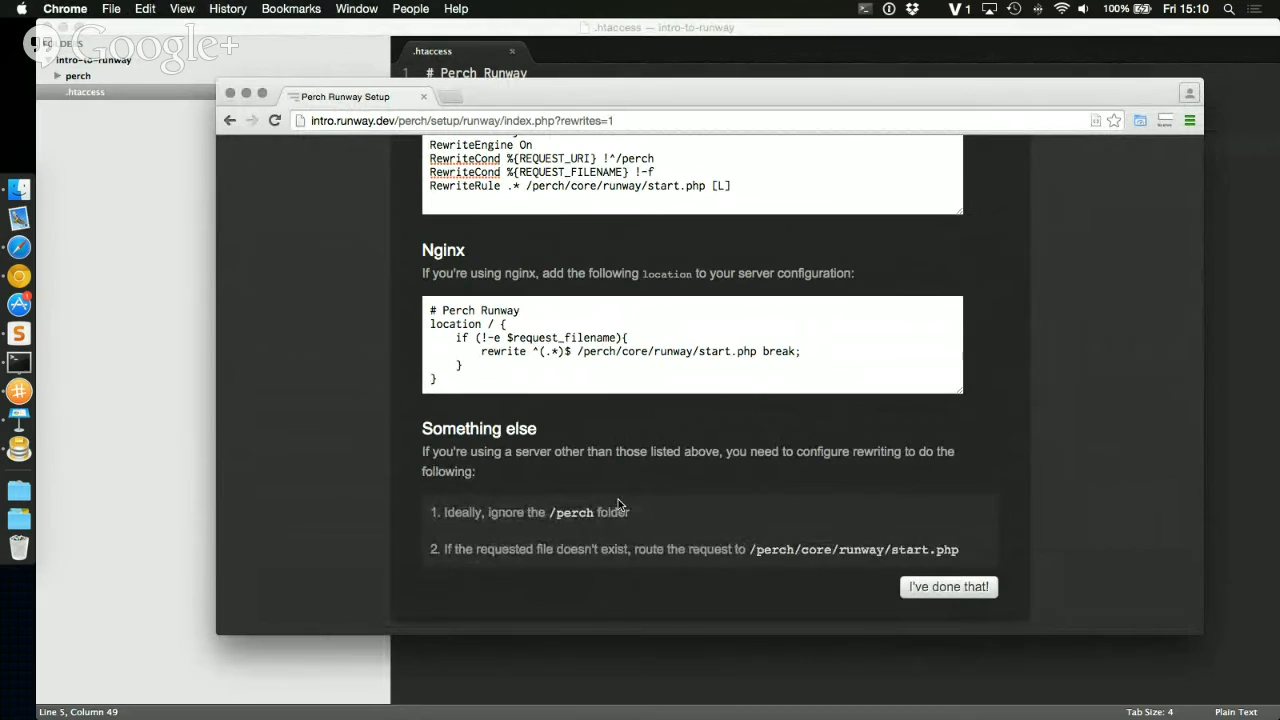 Chrome File Edit View History Bookmarks Window People Help
V 1
100%
Fri 15:10
.htaccess — intro-to-runway
Google+
intro-to-runway
perch
.htaccess
.htaccess
1 # Perch Runway
Perch Runway Setup
intro.runway.dev/perch/setup/runway/index.php?rewrites=1
RewriteEngine On
RewriteCond %{REQUEST_URI} !^/perch
RewriteCond %{REQUEST_FILENAME} !-f
RewriteRule .* /perch/core/runway/start.php [L]
Nginx
If you're using nginx, add the following location to your server configuration:
# Perch Runway
location / {
if (!-e $request_filename){
rewrite ^(.*)$ /perch/core/runway/start.php break;
}
}
Something else
If you're using a server other than those listed above, you need to configure rewriting to do the
following:
1. Ideally, ignore the /perch folder
2. If the requested file doesn't exist, route the request to /perch/core/runway/start.php
I've done that!
Line 5, Column 49
Tab Size: 4
Plain Text